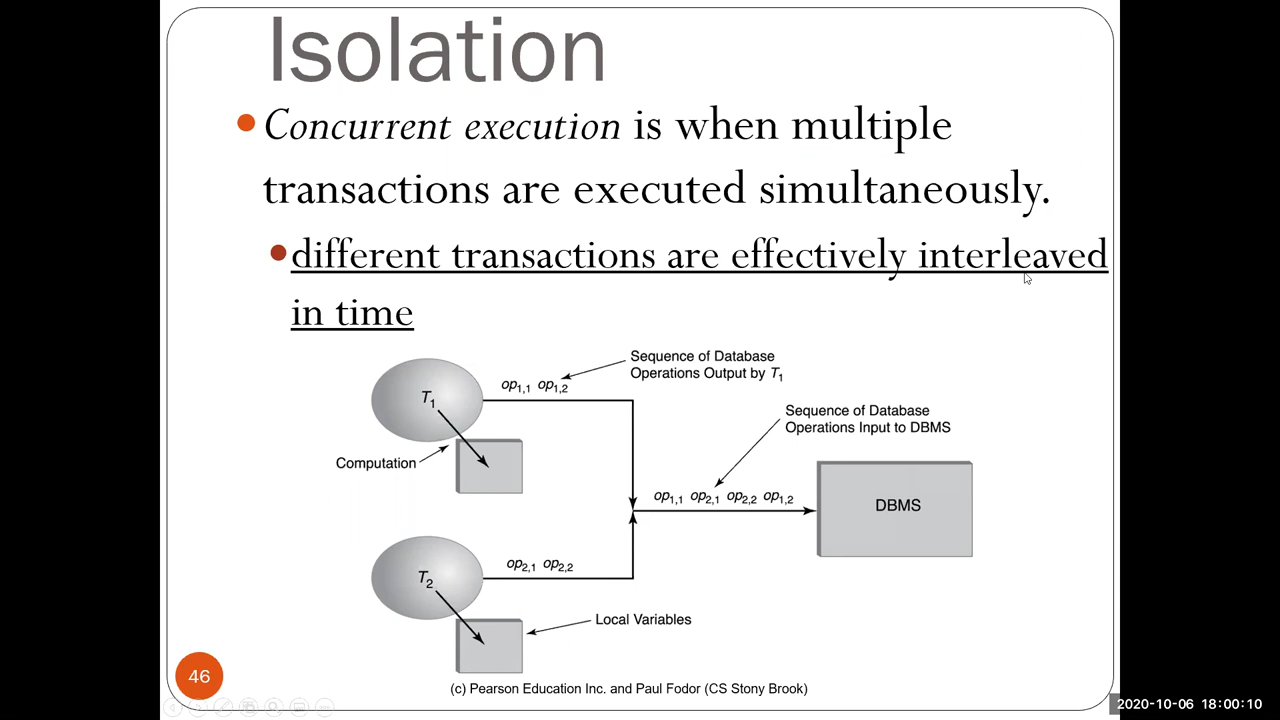 Isolation
Concurrent execution is when multiple
transactions are executed simultaneously.
different transactions are effectively interleaved
in time
Sequence of Database
Operations Output by T1
op1,1 op1,2
T1
Sequence of Database
Operations Input to DBMS
Computation
op1,1 op2,1 op2,2 op1,2
DBMS
op2,1 op2,2
T2
Local Variables
46
(c) Pearson Education Inc. and Paul Fodor (CS Stony Brook)
2020-10-06 18:00:10